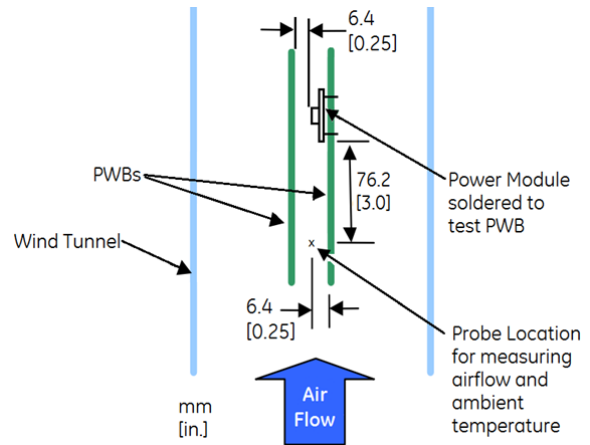 6.4
[0.25]
PWBs
76.2
[3.0]
Power Module
soldered to
test PWB
Wind Tunnel
x
6.4
[0.25]
Probe Location
for measuring
airflow and
ambient
temperature
Air
Flow
mm
[in.]